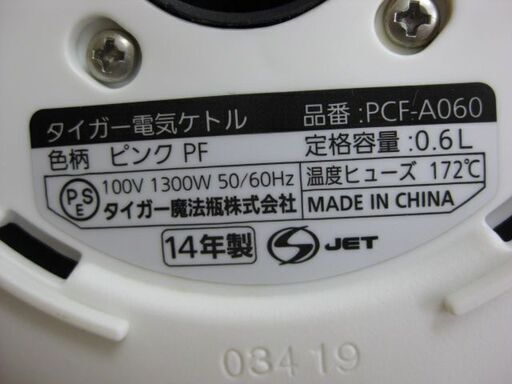 タイガー電気ケトル 品番:PCF-A060
色柄 ピンク PF 定格容量:0.6L
PSE 100V 1300W 50/60Hz 温度ヒューズ 172℃
タイガー魔法瓶株式会社 MADE IN CHINA
14年製 S JET
034 19